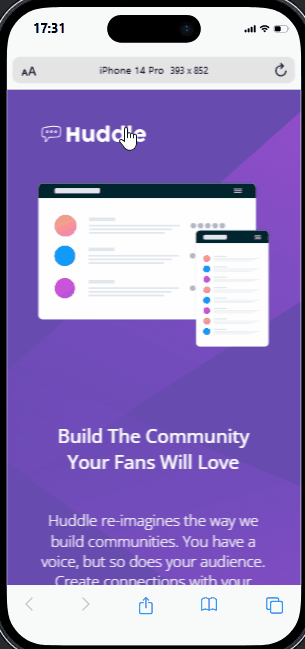 17:31
AA
iPhone 14 Pro 393 x 852
Huddle
Build The Community
Your Fans Will Love
Huddle re-imagines the way we
build communities. You have a
voice, but so does your audience.
Create connections with your